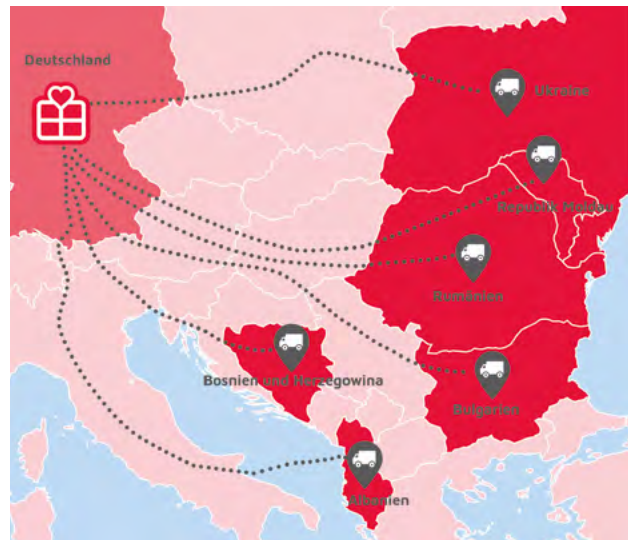 Deutschland
Ukraine
Republik Moldau
Rumänien
Bosnien und Herzegowina
Bulgarien
Albanien